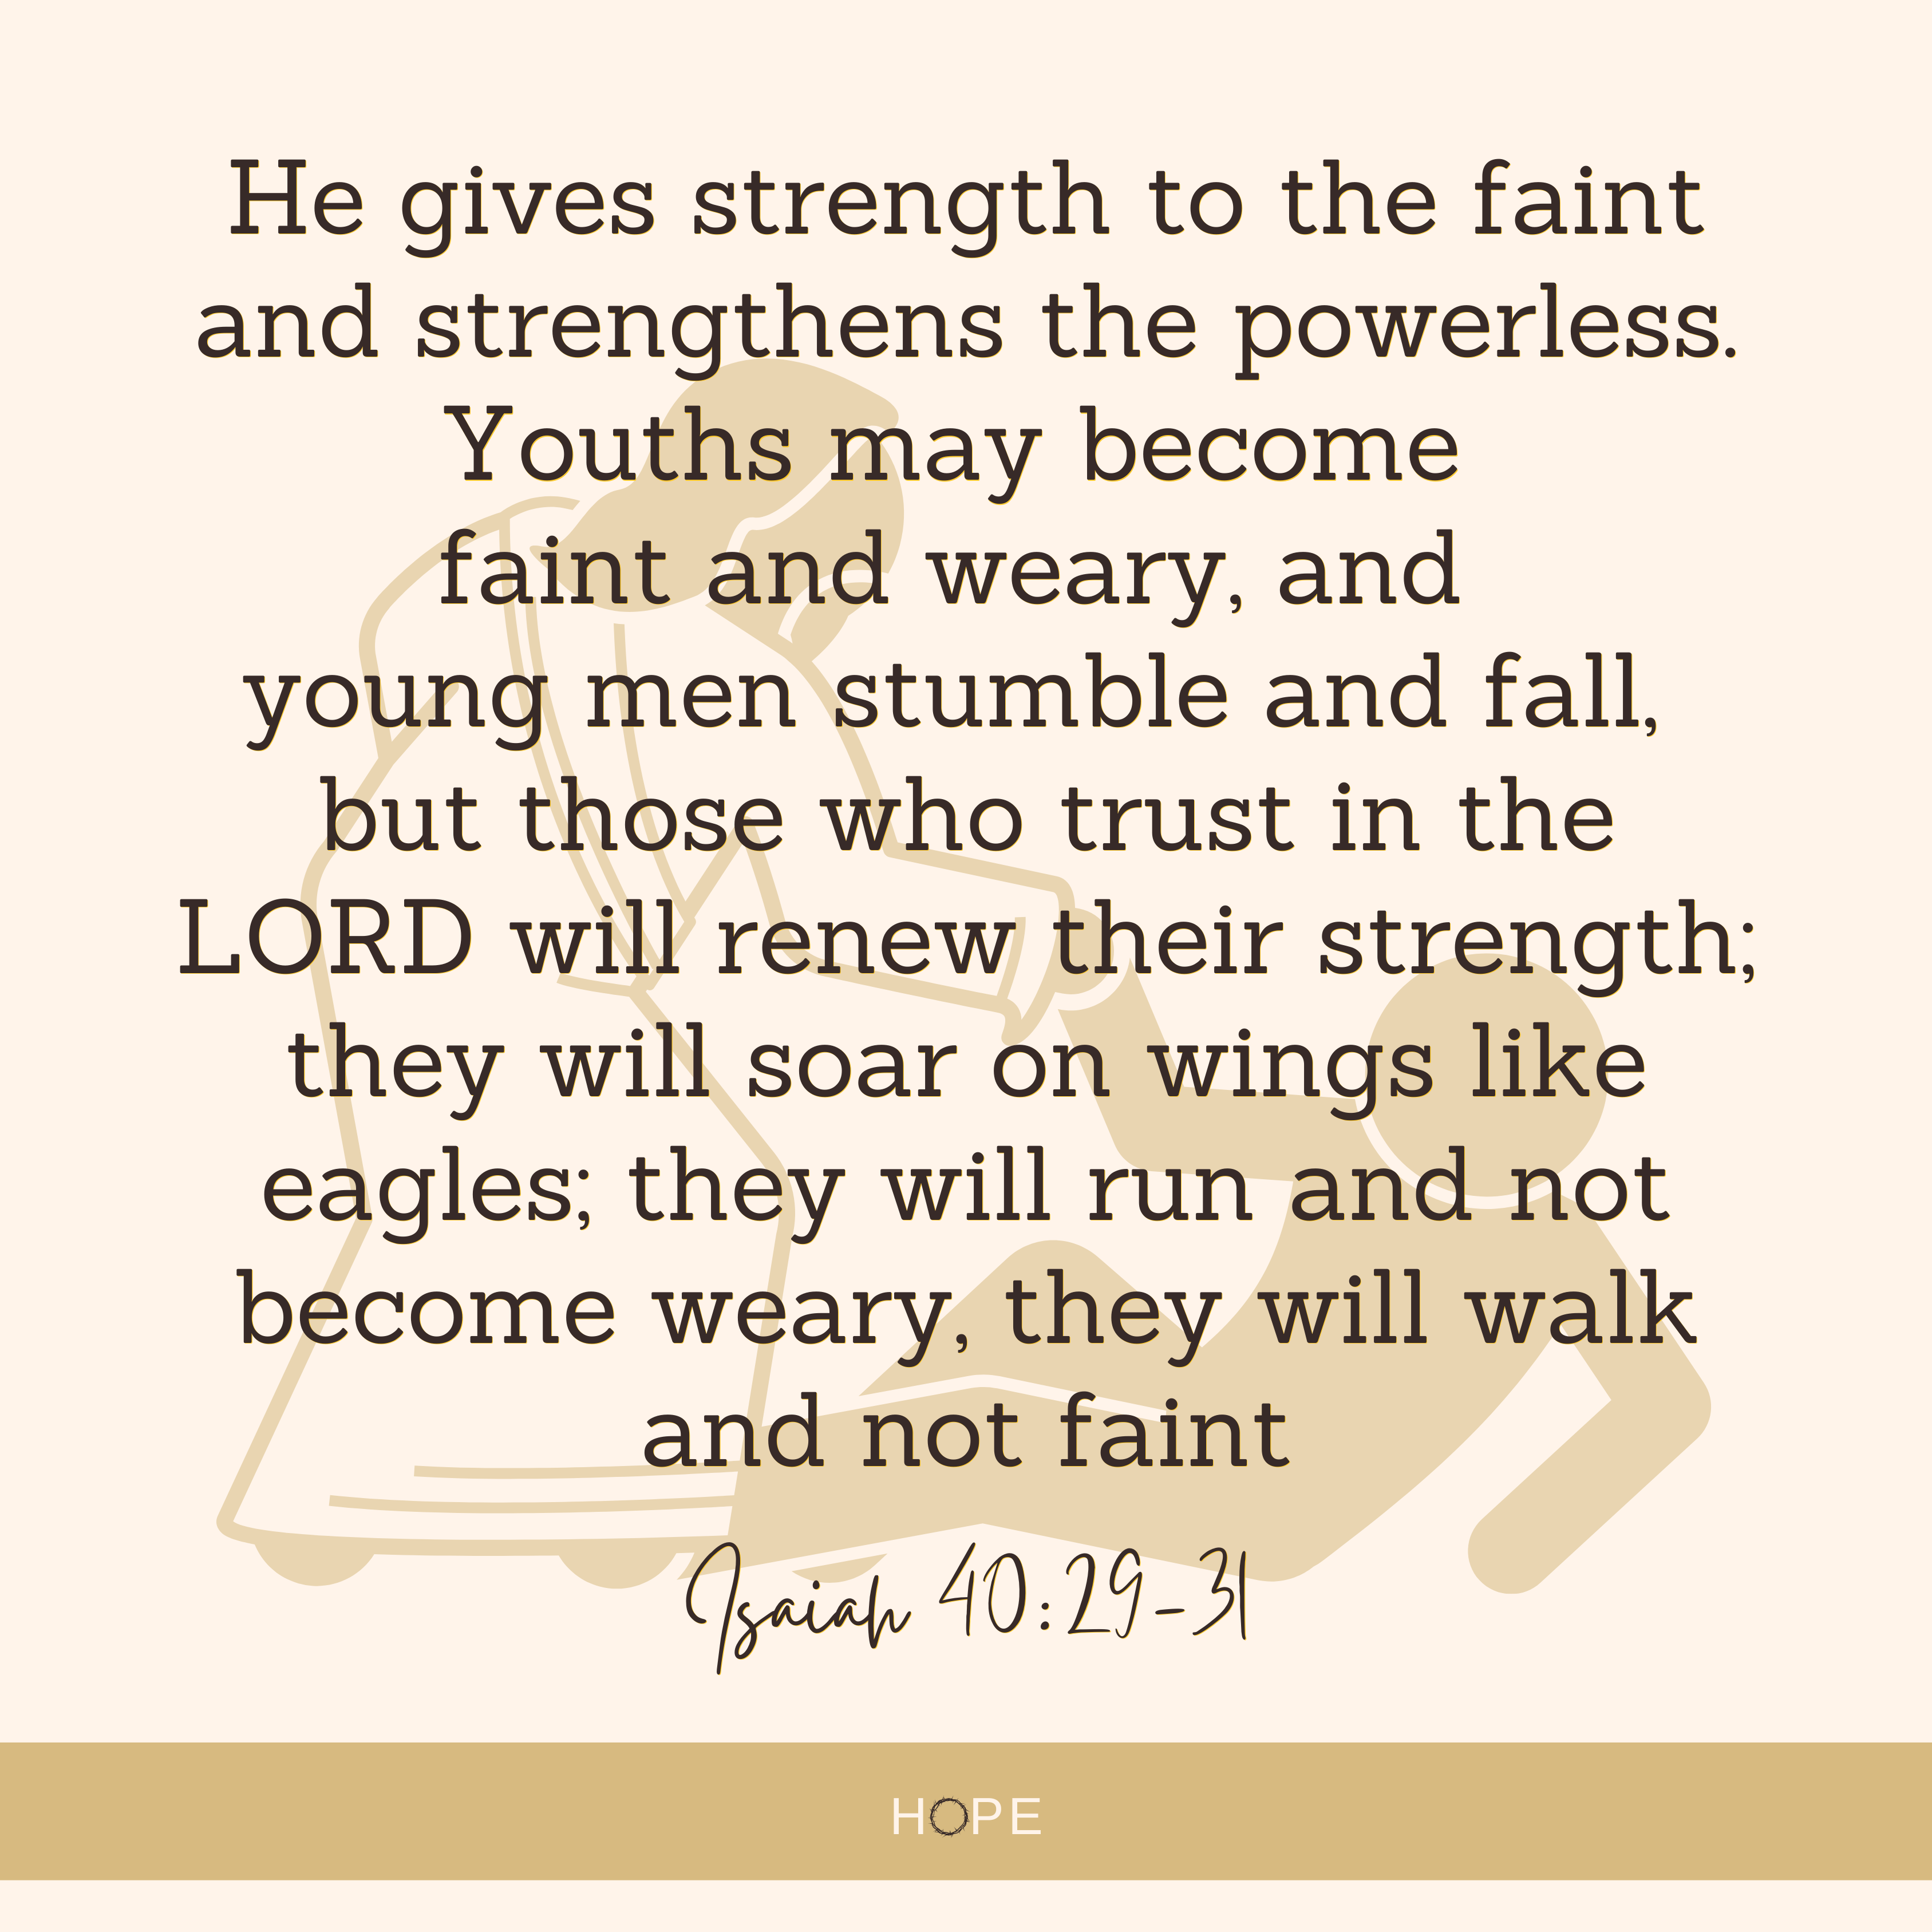 He gives strength to the faint
and strengthens the powerless.
Youths may become
faint and weary, and
young men stumble and fall,
but those who trust in the
LORD will renew their strength;
they will soar on wings like
eagles; they will run and not
become weary, they will walk
and not faint
Isaiah 40:29-31
HOPE